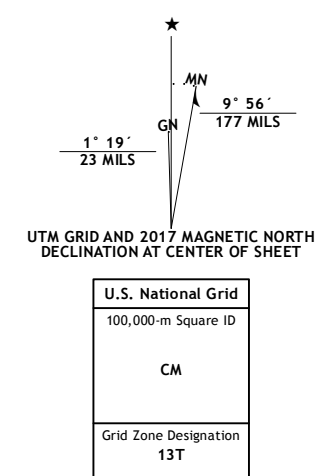 ★
MN
GN
9° 56´
177 MILS
1° 19´
23 MILS
UTM GRID AND 2017 MAGNETIC NORTH
DECLINATION AT CENTER OF SHEET
U.S. National Grid
100,000-m Square ID
CM
Grid Zone Designation
13T